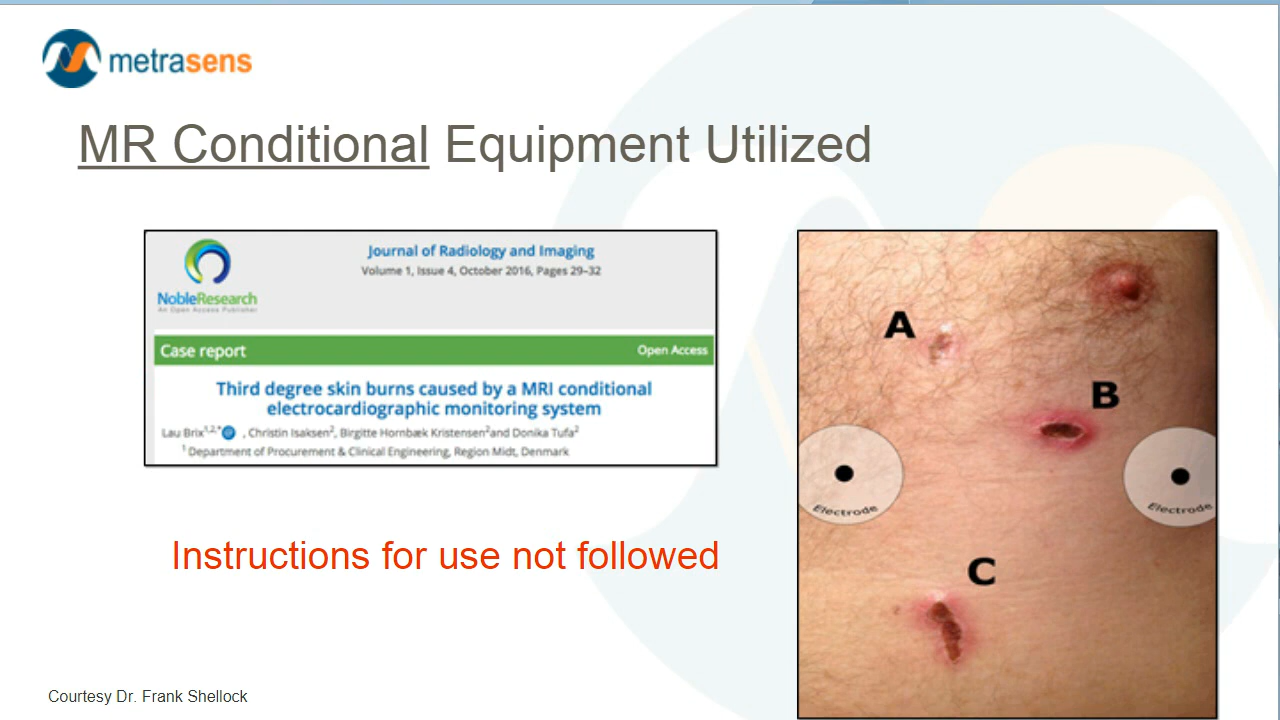 metrasens
MR Conditional Equipment Utilized
Journal of Radiology and Imaging
Volume 1, Issue 4, October 2016, Pages 29–32
NobleResearch
An Open Access Publisher
Case report
Open Access
Third degree skin burns caused by a MRI conditional
electrocardiographic monitoring system
Lau Brix1,2,* , Christin Isaksen2, Birgitte Hornbæk Kristensen2and Donika Tufa2
1 Department of Procurement & Clinical Engineering, Region Midt, Denmark
Instructions for use not followed
A
B
Electrode
Electrode
C
Courtesy Dr. Frank Shellock